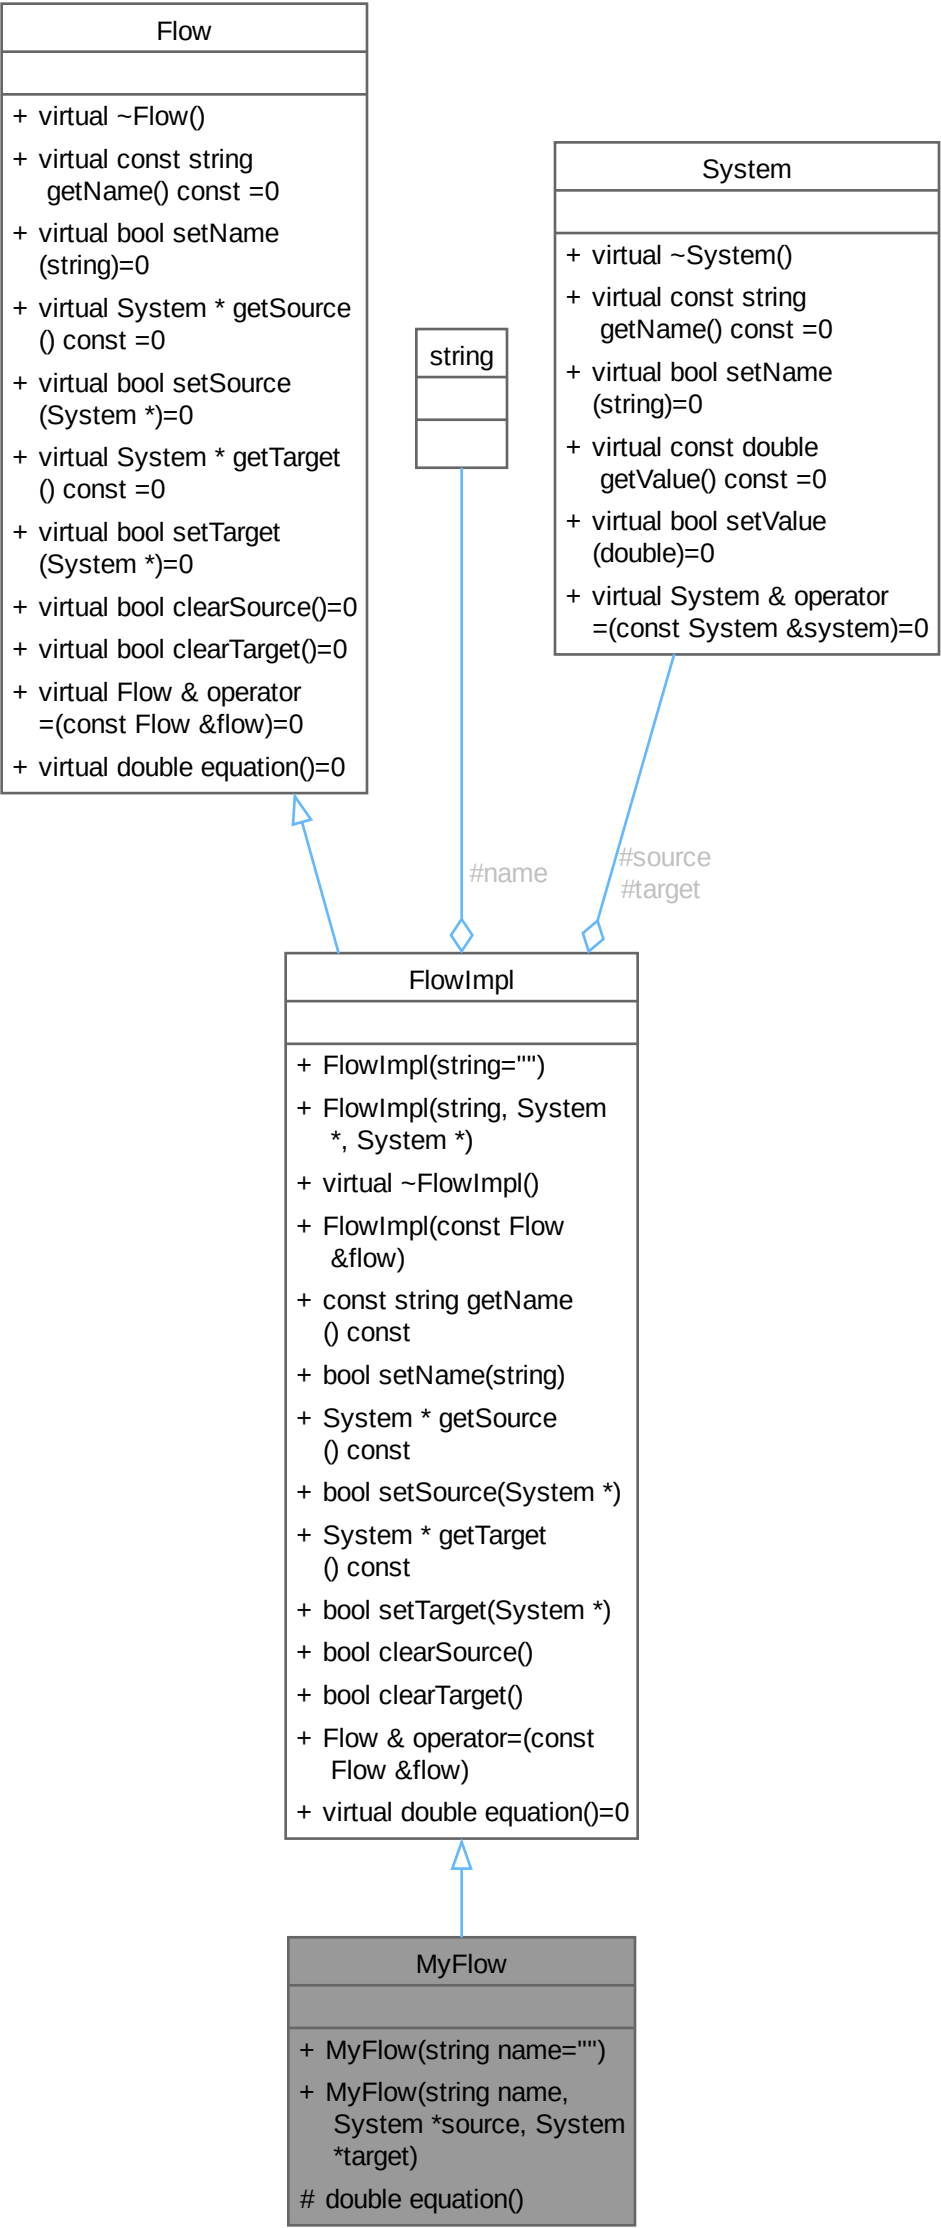 Flow
+ virtual ~Flow()
+ virtual const string
getName() const =0
+ virtual bool setName
(string)=0
+ virtual System * getSource
() const =0
+ virtual bool setSource
(System *)=0
+ virtual System * getTarget
() const =0
+ virtual bool setTarget
(System *)=0
+ virtual bool clearSource()=0
+ virtual bool clearTarget()=0
+ virtual Flow & operator
=(const Flow &flow)=0
+ virtual double equation()=0
string
System
+ virtual ~System()
+ virtual const string
getName() const =0
+ virtual bool setName
(string)=0
+ virtual const double
getValue() const =0
+ virtual bool setValue
(double)=0
+ virtual System & operator
=(const System &system)=0
#name
#source
#target
FlowImpl
+ FlowImpl(string="")
+ FlowImpl(string, System
*, System *)
+ virtual ~FlowImpl()
+ FlowImpl(const Flow
&flow)
+ const string getName
() const
+ bool setName(string)
+ System * getSource
() const
+ bool setSource(System *)
+ System * getTarget
() const
+ bool setTarget(System *)
+ bool clearSource()
+ bool clearTarget()
+ Flow & operator=(const
Flow &flow)
+ virtual double equation()=0
MyFlow
+ MyFlow(string name="")
+ MyFlow(string name,
System *source, System
*target)
# double equation()